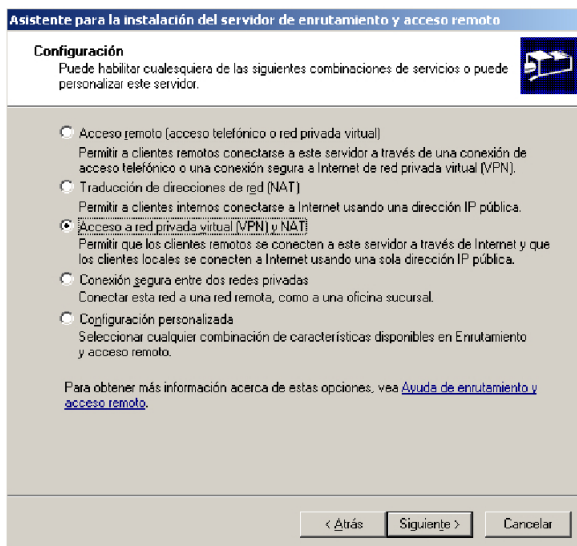 Asistente para la instalación del servidor de enrutamiento y acceso remoto
Configuración
Puede habilitar cualesquiera de las siguientes combinaciones de servicios o puede
personalizar este servidor.
Acceso remoto (acceso telefónico o red privada virtual)
Permitir a clientes remotos conectarse a este servidor a través de una conexión de
acceso telefónico o una conexión segura a Internet de red privada virtual (VPN).
Traducción de direcciones de red (NAT)
Permitir a clientes internos conectarse a Internet usando una dirección IP pública.
Acceso a red privada virtual (VPN) y NAT
Permitir que los clientes remotos se conecten a este servidor a través de Internet y que
los clientes locales se conecten a Internet usando una sola dirección IP pública.
Conexión segura entre dos redes privadas
Conectar esta red a una red remota, como a una oficina sucursal.
Configuración personalizada
Seleccionar cualquier combinación de características disponibles en Enrutamiento
y acceso remoto.
Para obtener más información acerca de estas opciones, vea Ayuda de enrutamiento y
acceso remoto.
< Atrás Siguiente > Cancelar